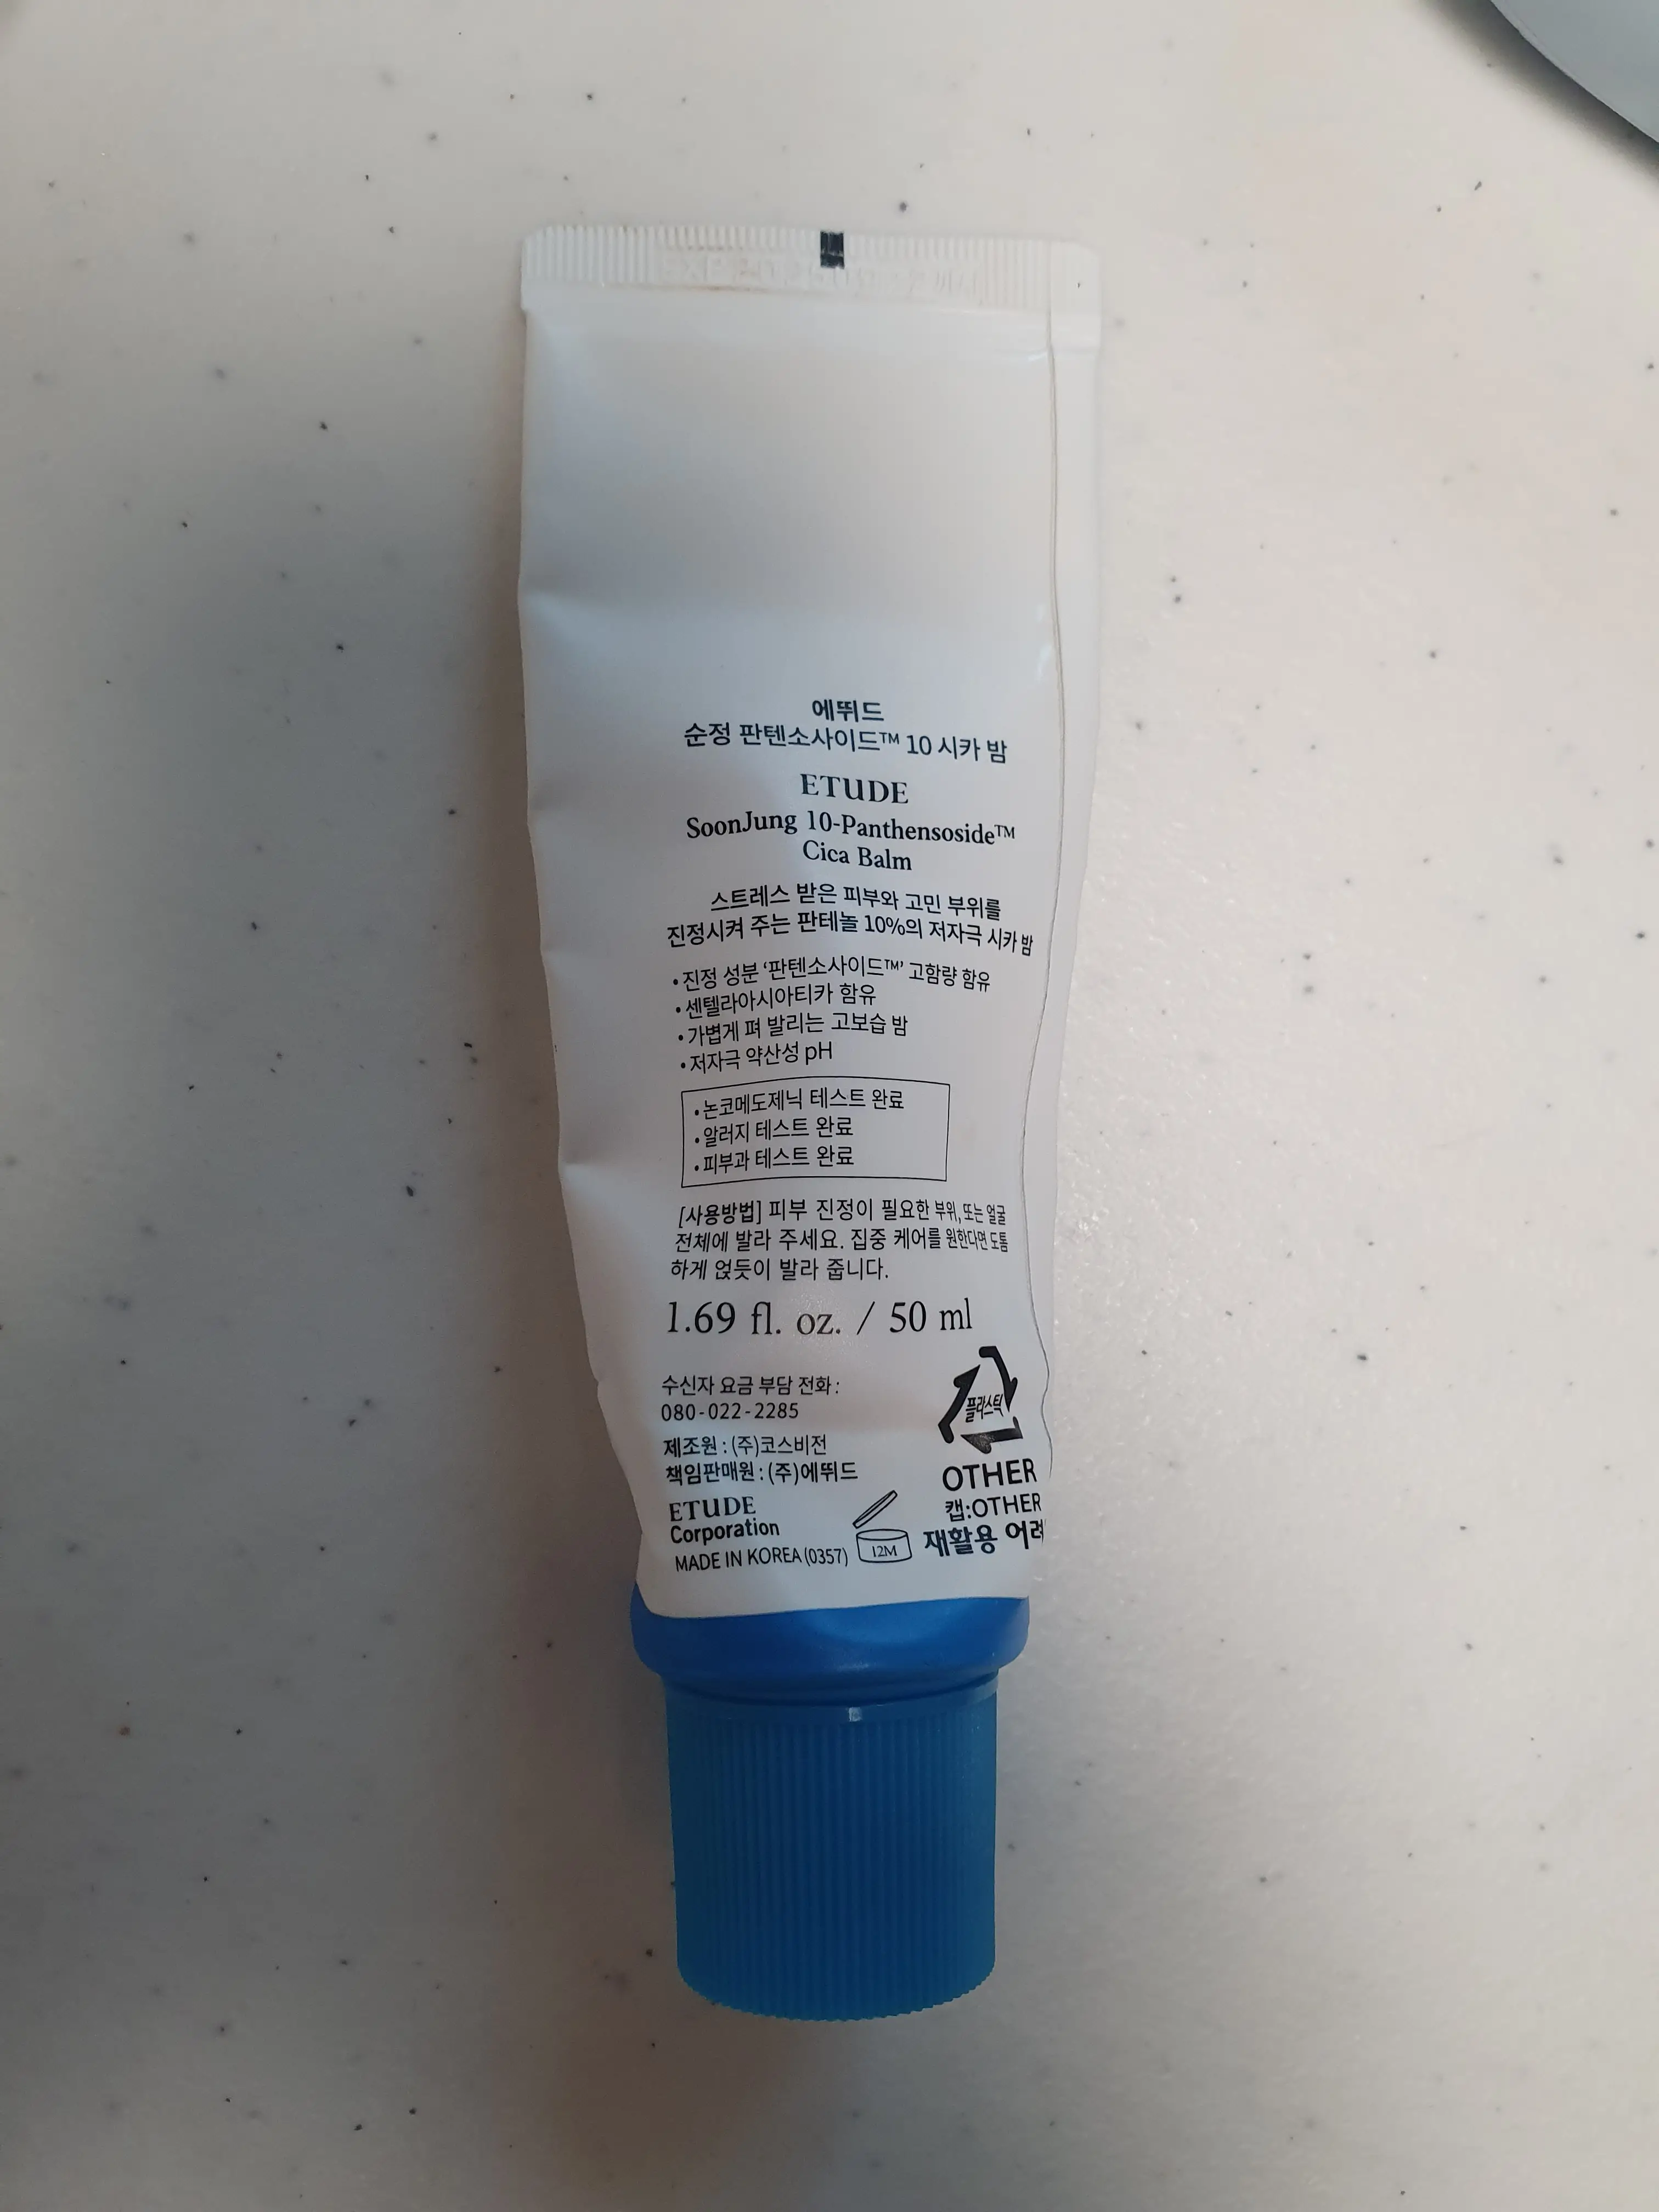 에뛰드
순정 판텐소사이드™ 10 시카 밤
ETUDE
SoonJung 10-Panthensoside™
Cica Balm
스트레스 받은 피부와 고민 부위를
진정시켜 주는 판테놀 10%의 저자극 시카 밤
•진정 성분 ‘판텐소사이드™’ 고함량 함유
•센텔라아시아티카 함유
•가볍게 펴 발리는 고보습 밤
•저자극 약산성 pH
•논코메도제닉 테스트 완료
•알러지 테스트 완료
•피부과 테스트 완료
[사용방법] 피부 진정이 필요한 부위, 또는 얼굴
전체에 발라 주세요. 집중 케어를 원한다면 도톰
하게 얹듯이 발라 줍니다.
1.69 fl. oz. / 50 ml
수신자 요금 부담 전화 :
080-022-2285
제조원 : (주)코스비전
책임판매원 : (주)에뛰드
ETUDE
Corporation
MADE IN KOREA (0357)
12M
플라스틱
OTHER
캡:OTHER
재활용